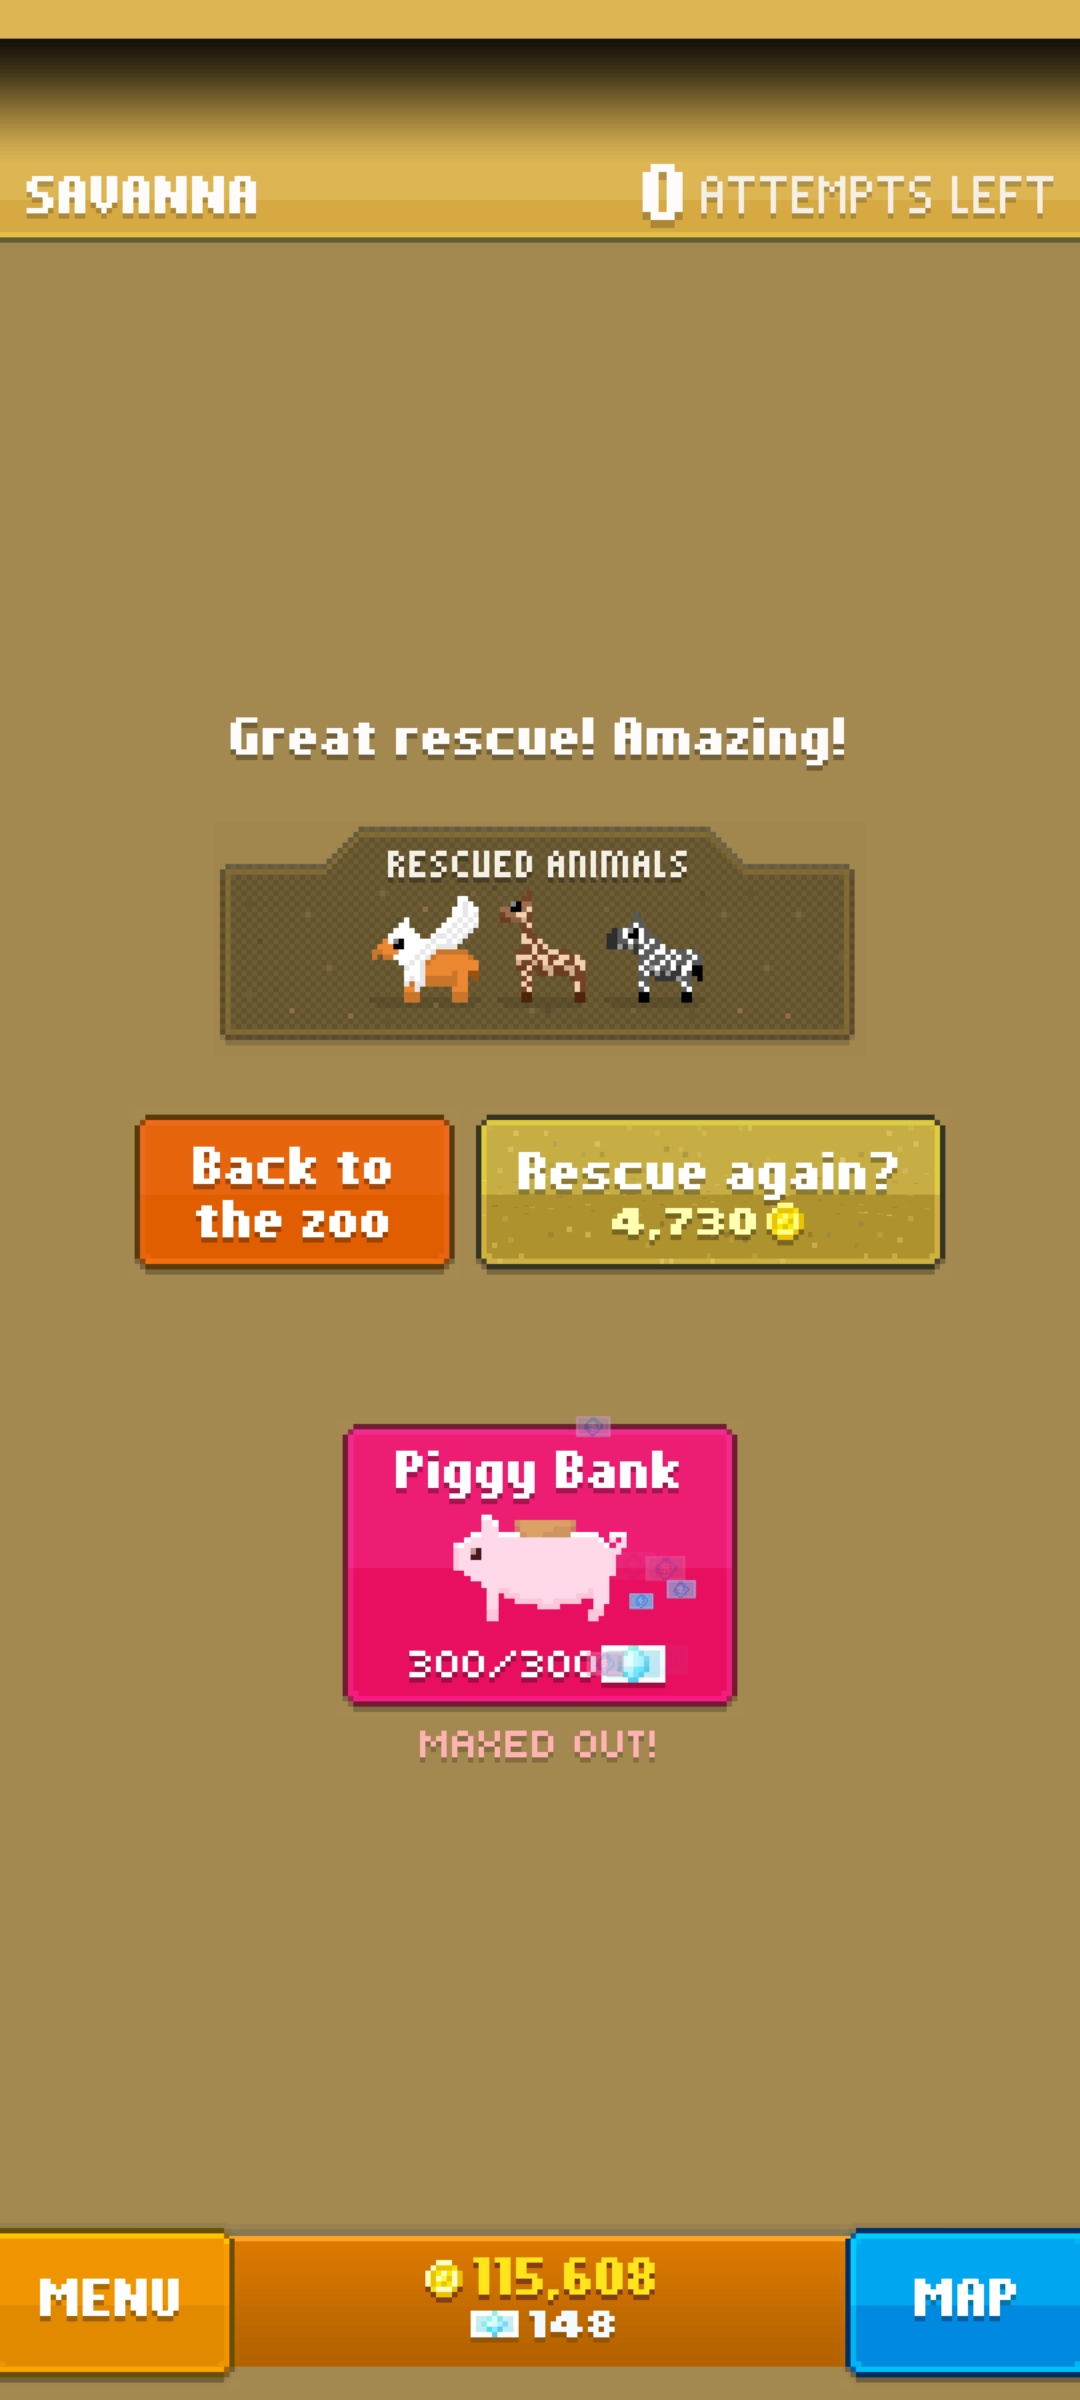 SAVANNA
0 ATTEMPTS LEFT
Great rescue! Amazing!
RESCUED ANIMALS
Back to
the zoo
Rescue again?
4,730
Piggy Bank
300/300
MAXED OUT!
MENU
115,608
148
MAP